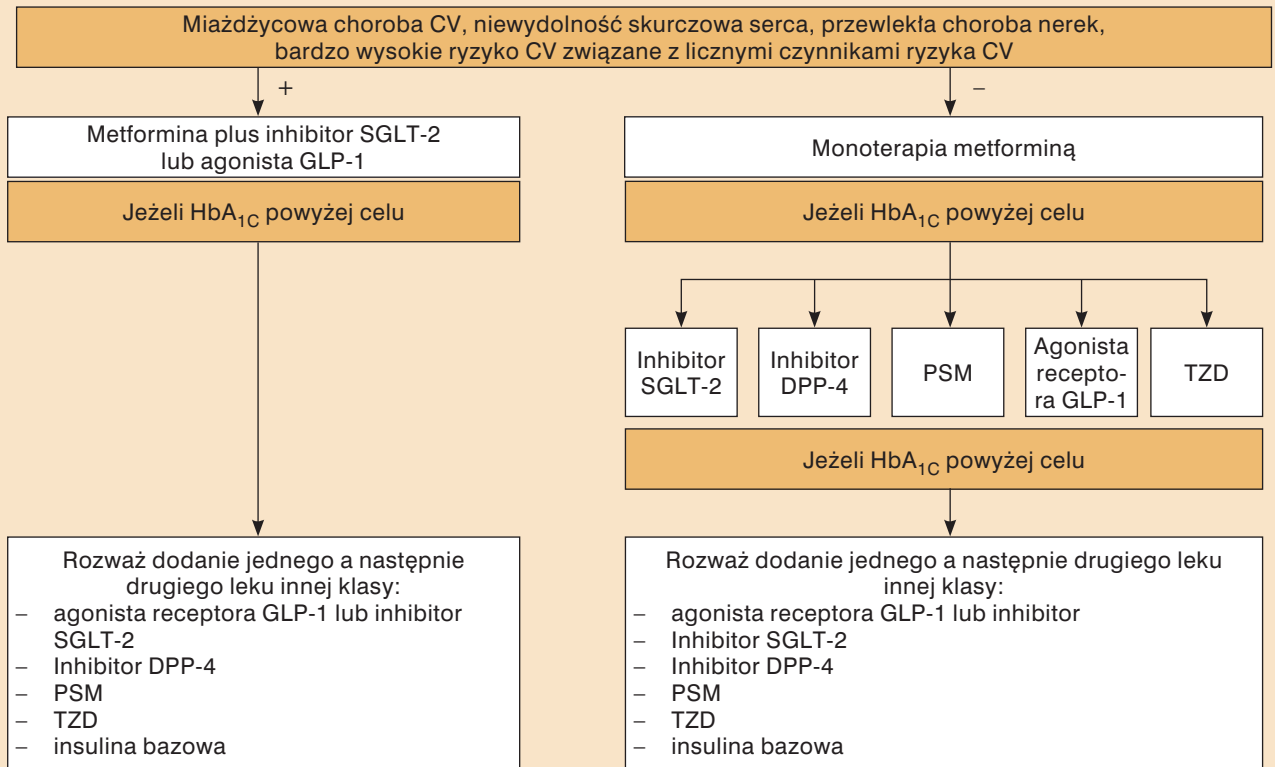 Miażdżycowa choroba CV, niewydolność skurczowa serca, przewlekła choroba nerek,
bardzo wysokie ryzyko CV związane z licznymi czynnikami ryzyka CV
+
–
Metformina plus inhibitor SGLT-2
lub agonista GLP-1
Jeżeli HbA1C powyżej celu
Monoterapia metforminą
Jeżeli HbA1C powyżej celu
Inhibitor
SGLT-2
Inhibitor
DPP-4
PSM
Agonista
recepto-
ra GLP-1
TZD
Jeżeli HbA1C powyżej celu
Rozważ dodanie jednego a następnie
drugiego leku innej klasy:
– agonista receptora GLP-1 lub inhibitor
SGLT-2
– Inhibitor DPP-4
– PSM
– TZD
– insulina bazowa
Rozważ dodanie jednego a następnie drugiego leku
innej klasy:
– agonista receptora GLP-1 lub inhibitor
– Inhibitor SGLT-2
– Inhibitor DPP-4
– PSM
– TZD
– insulina bazowa